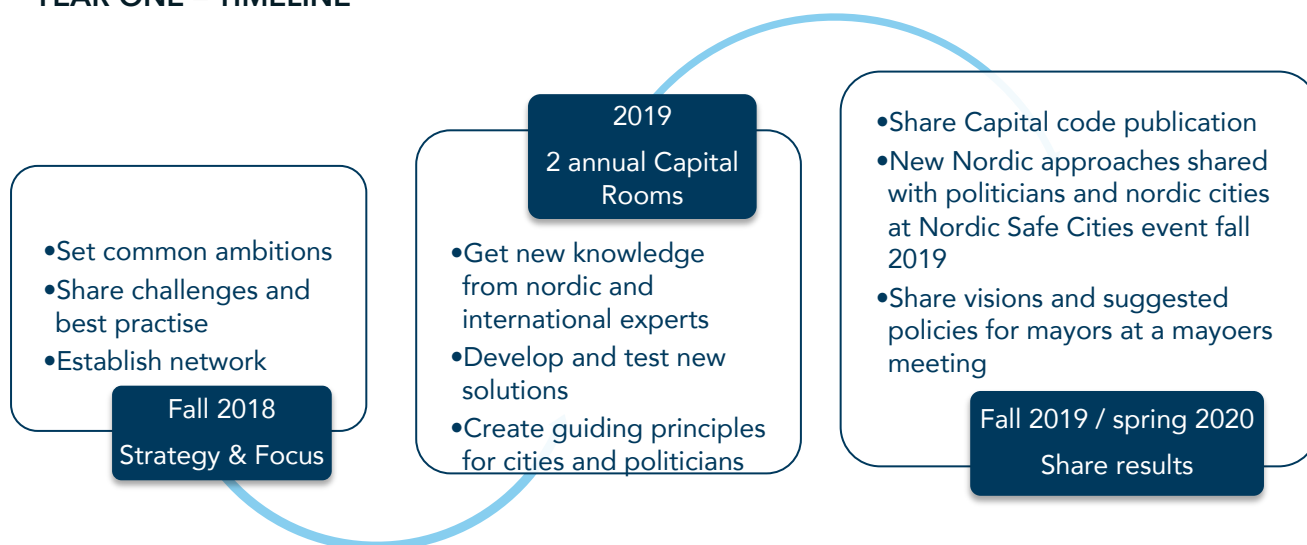 YEAR ONE – TIMELINE
•Set common ambitions
•Share challenges and
best practise
•Establish network
Fall 2018
Strategy & Focus
2019
2 annual Capital
Rooms
•Get new knowledge
from nordic and
international experts
•Develop and test new
solutions
•Create guiding principles
for cities and politicians
•Share Capital code publication
•New Nordic approaches shared
with politicians and nordic cities
at Nordic Safe Cities event fall
2019
•Share visions and suggested
policies for mayors at a mayoers
meeting
Fall 2019 / spring 2020
Share results